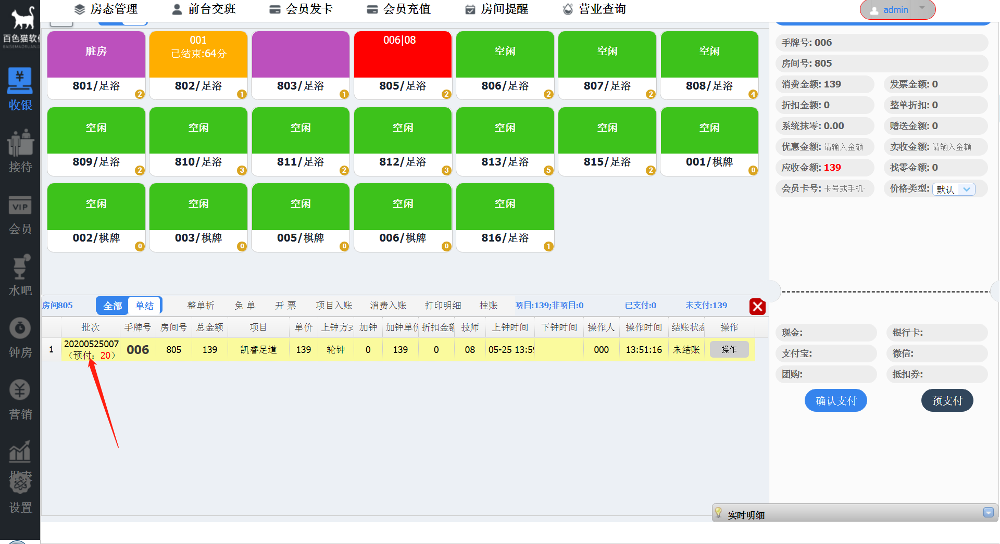 百色猫软件
房态管理
前台交班
会员发卡
会员充值
房间提醒
营业查询
admin
收银
接待
VIP
会员
水吧
钟房
营销
设置
脏房
801/足浴
2
001
已结束:64分
802/足浴
1
803/足浴
1
006|08
805/足浴
2
空闲
806/足浴
2
空闲
807/足浴
2
空闲
808/足浴
4
空闲
809/足浴
2
空闲
810/足浴
3
空闲
811/足浴
2
空闲
812/足浴
3
空闲
813/足浴
5
空闲
815/足浴
2
空闲
001/棋牌
0
空闲
002/棋牌
0
空闲
003/棋牌
0
空闲
005/棋牌
0
空闲
006/棋牌
0
空闲
816/足浴
1
房间805
全部
单结
整单折
免 单
开 票
项目入账
消费入账
打印明细
挂账
项目:139;非项目:0
已支付:0
未支付:139
批次 手牌号 房间号 总金额 项目 单价 上钟方式 加钟 加钟单价 折扣金额 技师 上钟时间 下钟时间 操作人 操作时间 结账状态 操作
1 20200525007 006 805 139 凯睿足道 139 轮钟 0 139 0 08 05-25 13:5 000 13:51:16 未结账 操作
（预付：20）
手牌号: 006
房间号: 805
消费金额: 139
发票金额: 0
折扣金额: 0
整单折扣: 0
系统抹零: 0.00
赠送金额: 0
优惠金额: 请输入金额
实收金额: 请输入金额
应收金额: 139
找零金额: 0
会员卡号: 卡号或手机
价格类型: 默认
现金:
银行卡:
支付宝:
微信:
团购:
抵扣券:
确认支付
预支付
实时明细